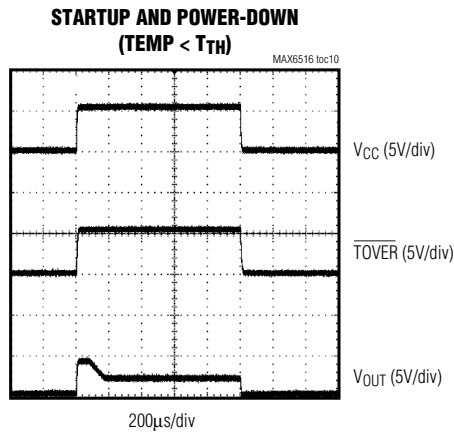 STARTUP AND POWER-DOWN
(TEMP < TTH)
MAX6516 toc10
VCC (5V/div)
TOVER (5V/div)
VOUT (5V/div)
200µs/div